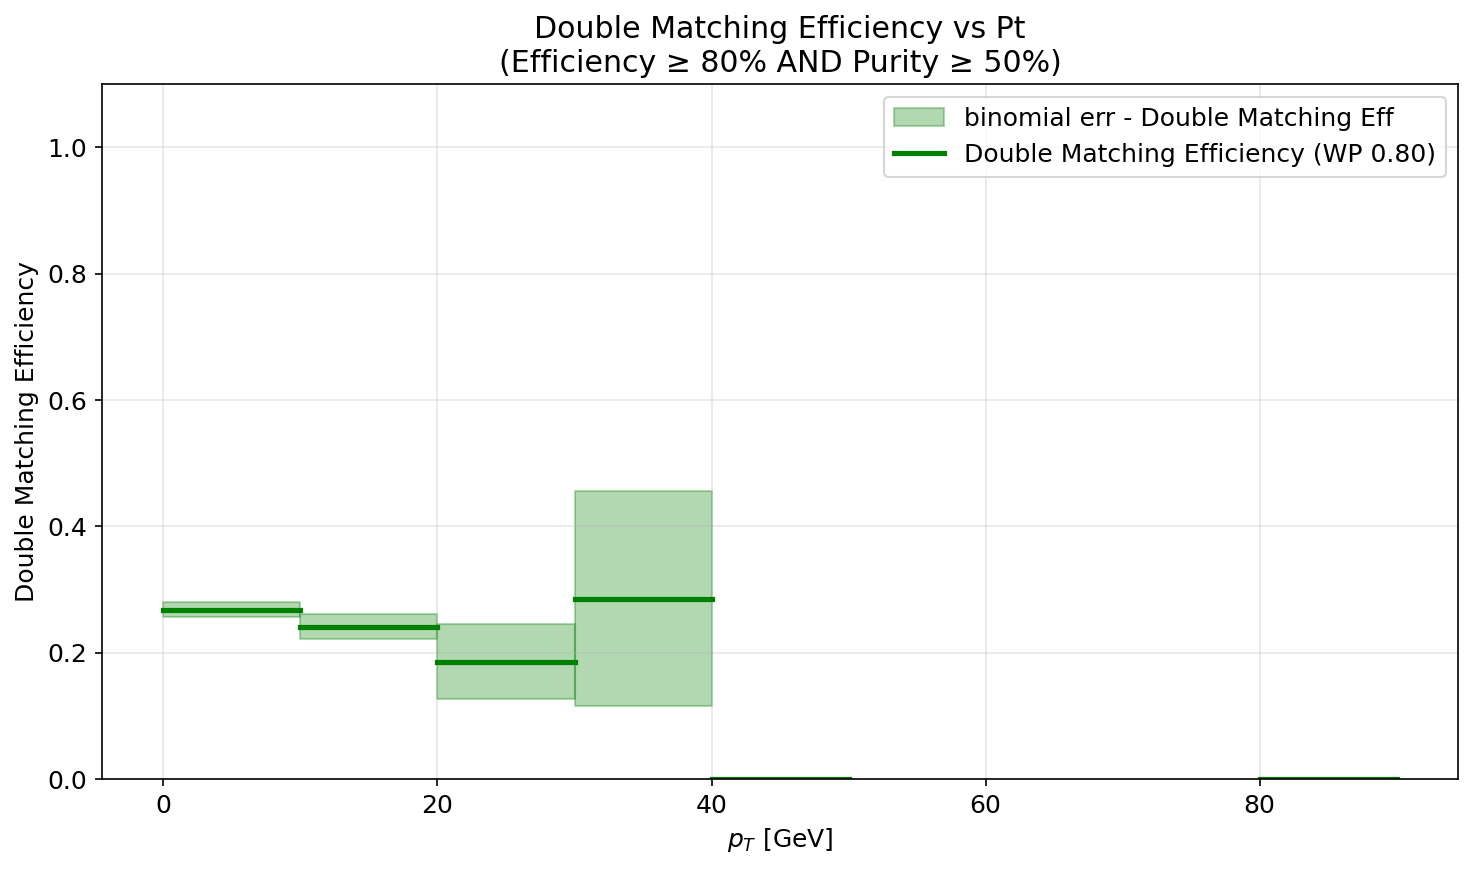 Double Matching Efficiency vs Pt
(Efficiency ≥ 80% AND Purity ≥ 50%)
binomial err - Double Matching Eff
Double Matching Efficiency (WP 0.80)
Double Matching Efficiency
1.0
0.8
0.6
0.4
0.2
0.0
0 20 40 60 80
p_T [GeV]